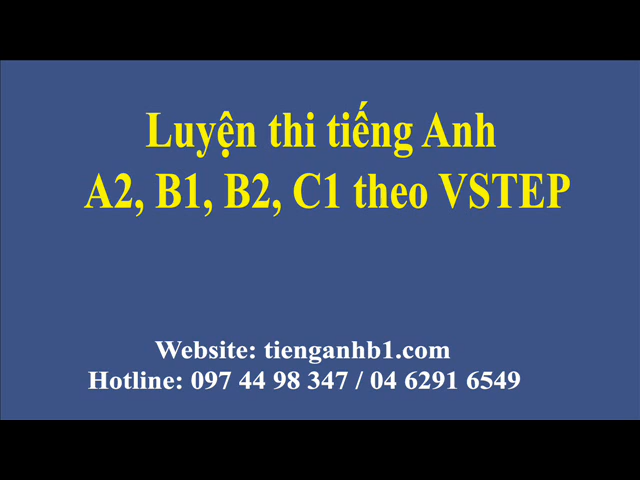 Luyện thi tiếng Anh
A2, B1, B2, C1 theo VSTEP
Website: tienganhb1.com
Hotline: 097 44 98 347 / 04 6291 6549